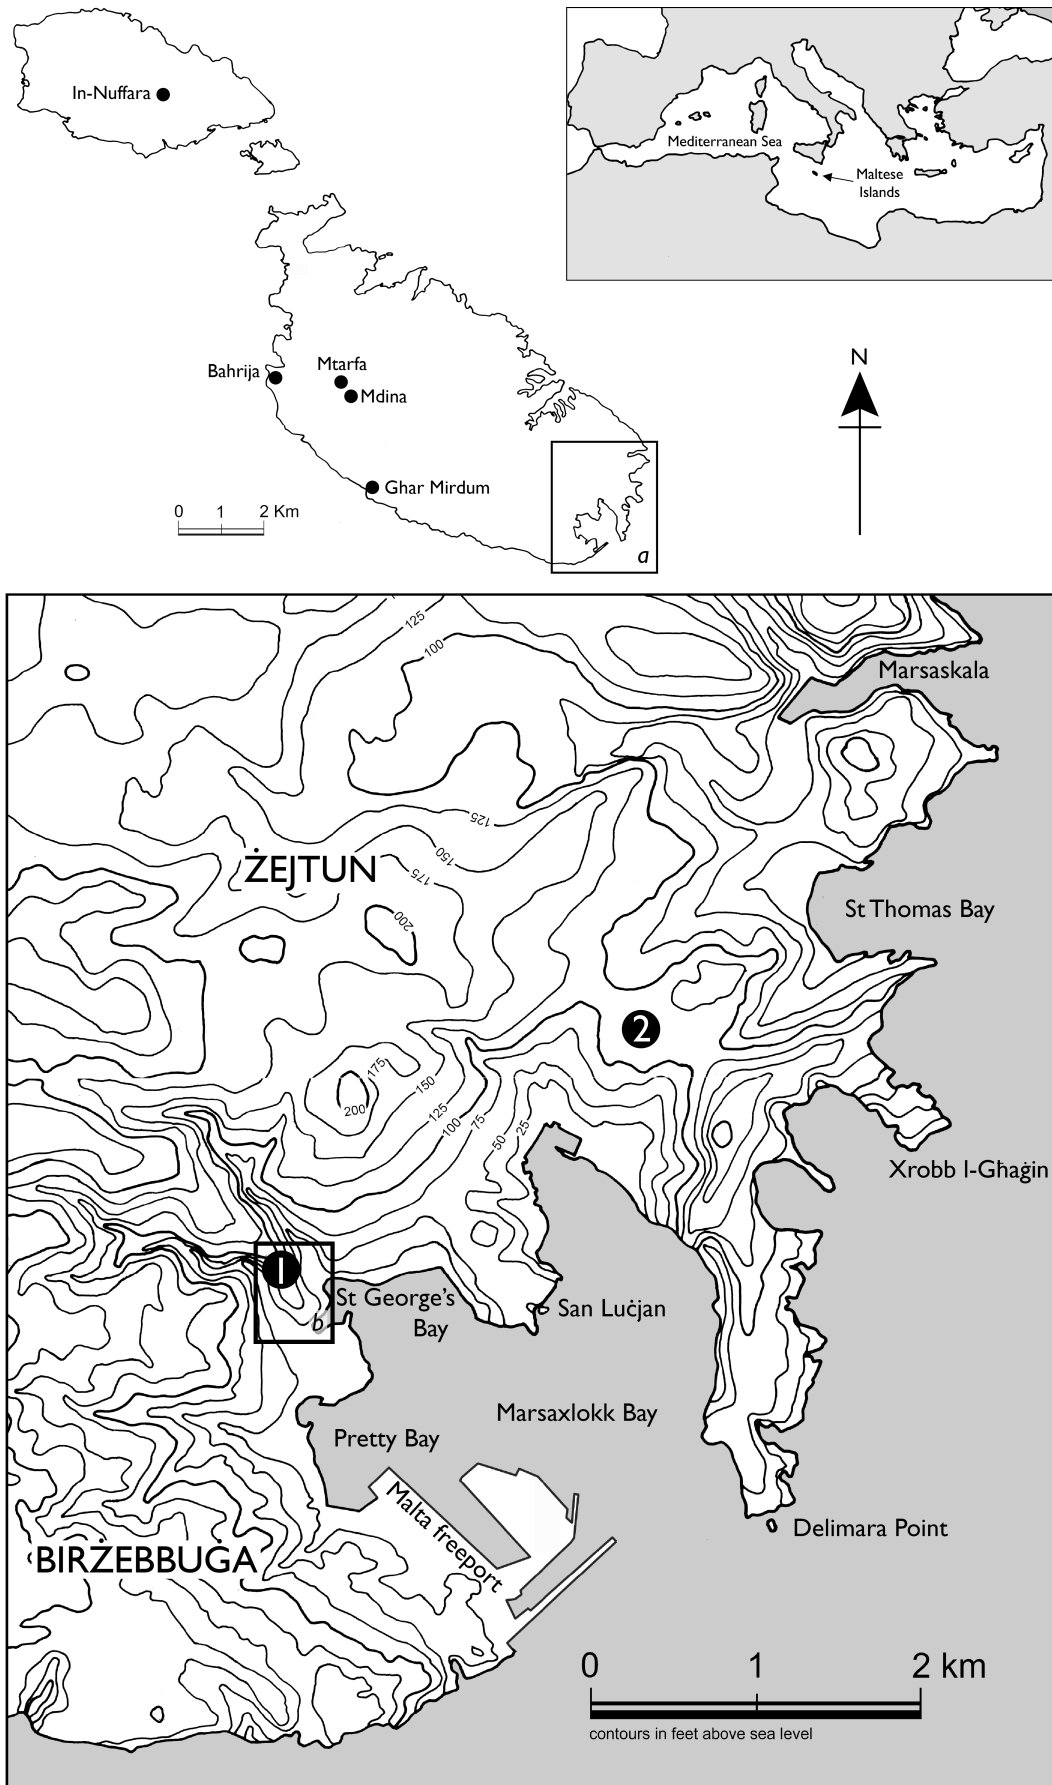 In-Nuffara
Mediterranean Sea
Maltese
Islands
N
Bahrija
Mtarfa
Mdina
Ghar Mirdum
0 1 2 Km
a
125
100
Marsaskala
125
150
175
ŻEJTUN
200
St Thomas Bay
2
175
200
150
125
100
75
50
25
Xrobb l-Għaġin
1
b
St George's
Bay
San Luċjan
Marsaxlokk Bay
Pretty Bay
Malta freeport
Delimara Point
BIRŻEBBUĠA
0 1 2 km
contours in feet above sea level